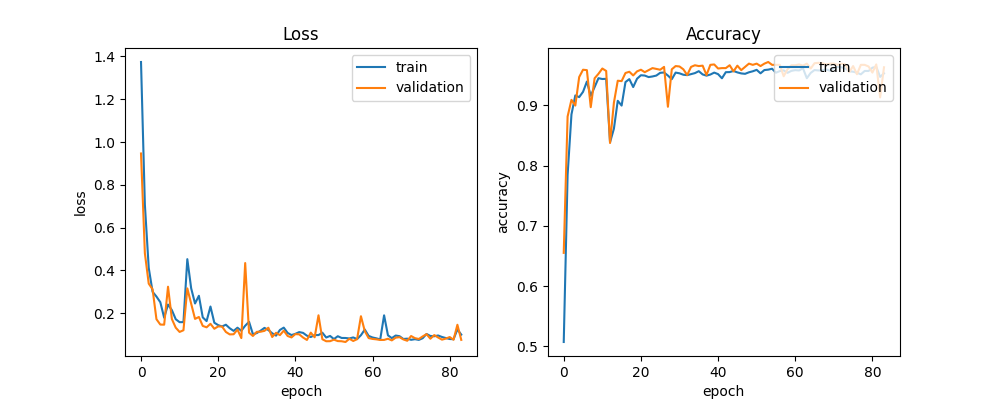 Loss
1.4
1.2
1.0
0.8
0.6
0.4
0.2
loss
0 20 40 60 80
epoch
train
validation
Accuracy
0.9
0.8
0.7
0.6
0.5
accuracy
0 20 40 60 80
epoch
train
validation